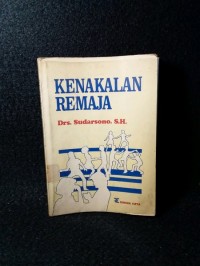 KENAKALAN
REMAJA
Drs. Sudarsono. S.H.